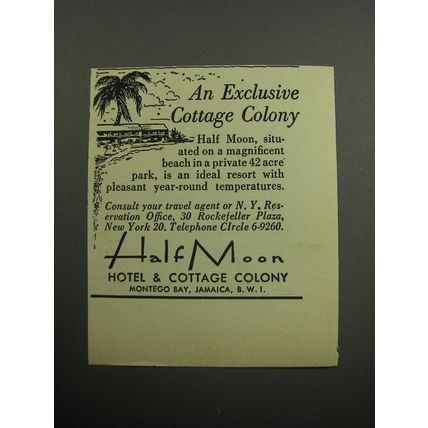 An Exclusive
Cottage Colony
Half Moon, situ-
ated on a magnificent
beach in a private 42 acre
park, is an ideal resort with
pleasant year-round temperatures.
Consult your travel agent or N. Y. Res-
ervation Office, 30 Rockefeller Plaza,
New York 20. Telephone CIrcle 6-9260.
Half Moon
HOTEL & COTTAGE COLONY
MONTEGO BAY, JAMAICA, B. W. I.